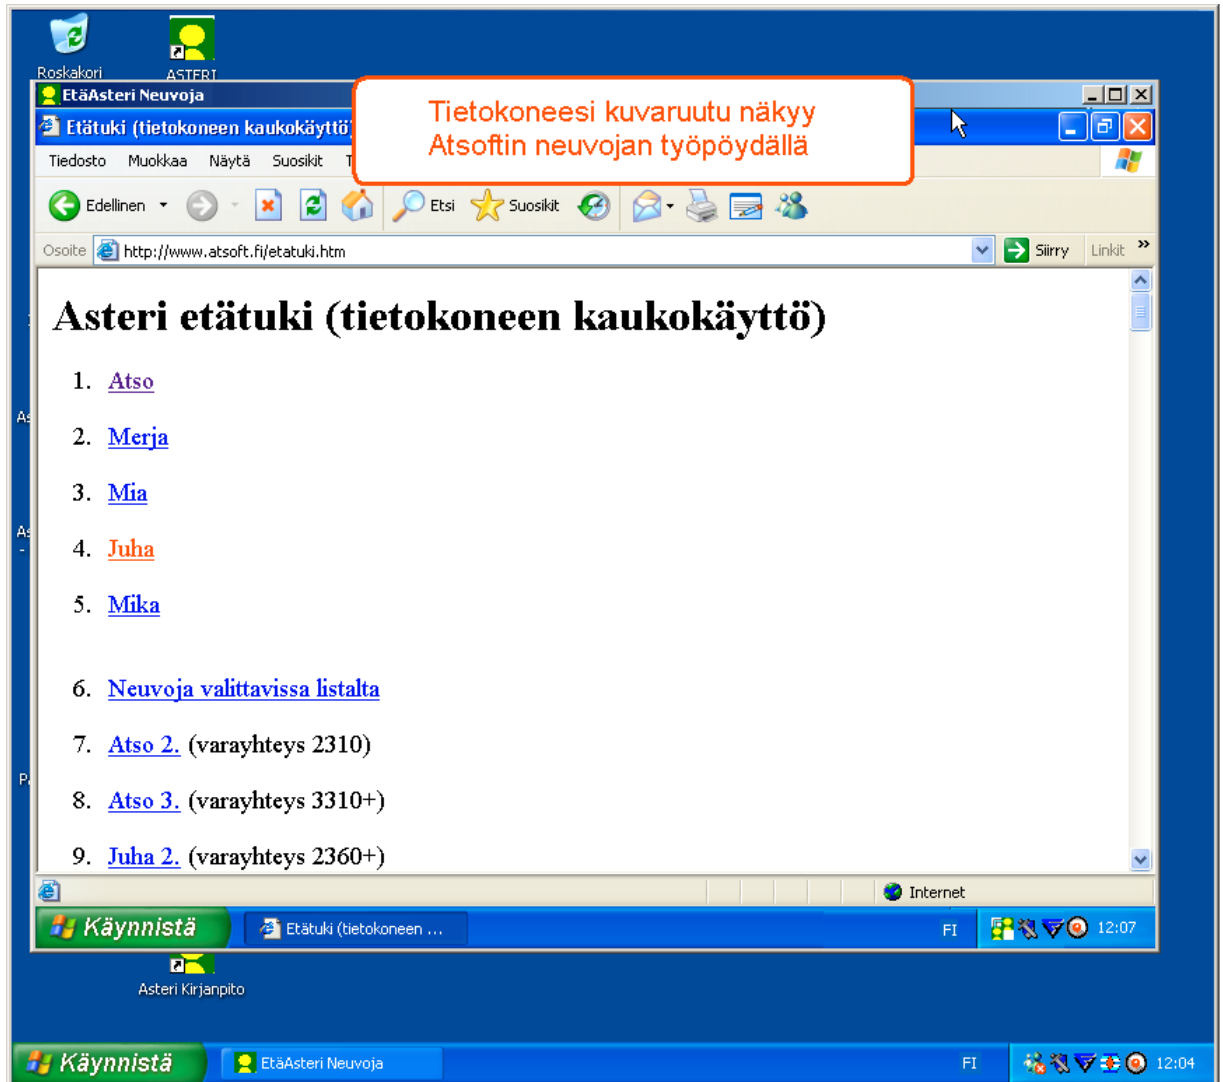 Roskakori
ASTERI
EtäAsteri Neuvoja
Tietokoneesi kuvaruutu näkyy
Atsoftin neuvojan työpöydällä
Etätuki (tietokoneen kaukokäyttö)
Tiedosto Muokkaa Näytä Suosikit T
Edellinen Etsi Suosikit
Osoite http://www.atsoft.fi/etatuki.htm Siirry Linkit »
Asteri etätuki (tietokoneen kaukokäyttö)
1. Atso
As
2. Merja
3. Mia
As
-
4. Juha
5. Mika
6. Neuvoja valittavissa listalta
7. Atso 2. (varayhteys 2310)
8. Atso 3. (varayhteys 3310+)
9. Juha 2. (varayhteys 2360+)
Internet
Käynnistä Etätuki (tietokoneen ... FI 12:07
Asteri Kirjanpito
Käynnistä EtäAsteri Neuvoja FI 12:04